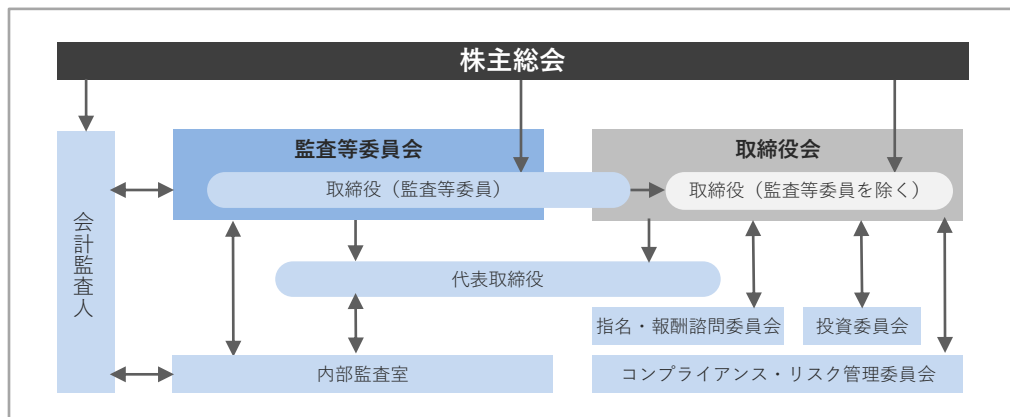 株主総会
監査等委員会
取締役会
取締役（監査等委員）
取締役（監査等委員を除く）
会計監査人
代表取締役
指名・報酬諮問委員会
投資委員会
内部監査室
コンプライアンス・リスク管理委員会